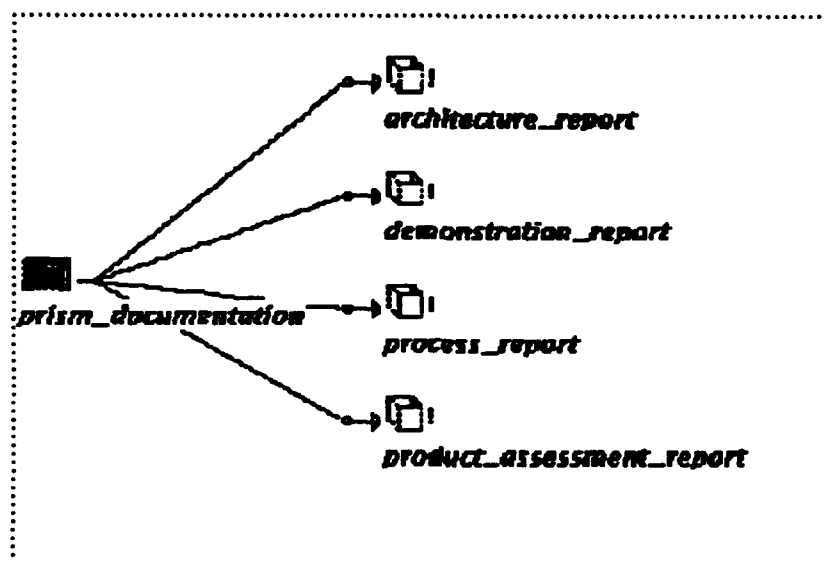 architecture_report
demonstration_report
prism_documentation
process_report
product_assessment_report